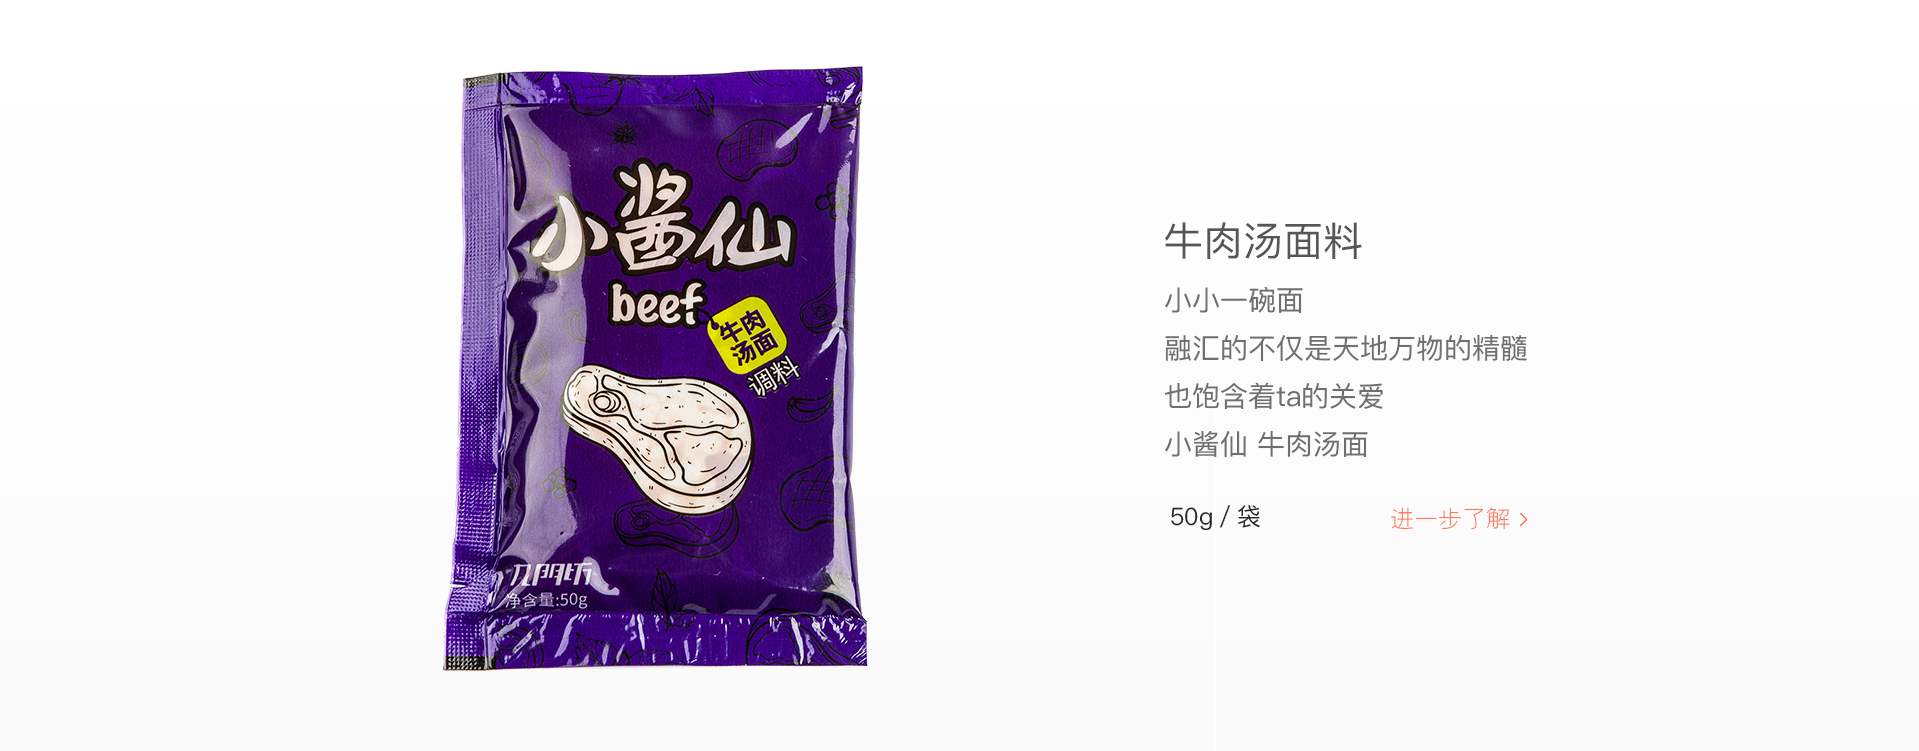 小酱仙
beef
牛肉
汤面
调料
九门坊
净含量:50g
牛肉汤面料
小小一碗面
融汇的不仅是天地万物的精髓
也饱含着ta的关爱
小酱仙 牛肉汤面
50g / 袋
进一步了解 >